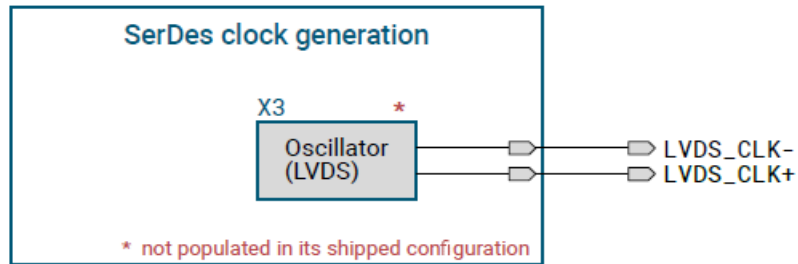 SerDes clock generation
X3 *
Oscillator
(LVDS)
LVDS_CLK-
LVDS_CLK+
* not populated in its shipped configuration